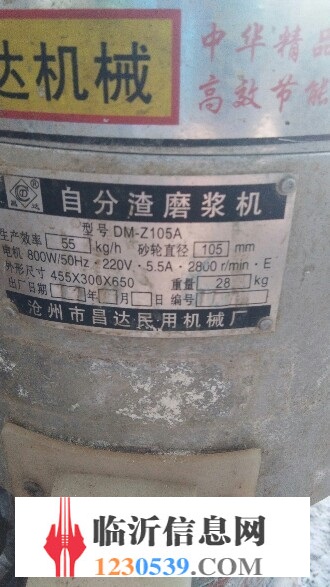 达机械
中华精品
高效节能
昌达
自分渣磨浆机
型号 DM-Z105A
生产效率 55 kg/h 砂轮直径 105 mm
电机 800W/50Hz·220V·5.5A·2800 r/min·E
外形尺寸 455X300X650 重量 28 kg
出厂日期 年 月 日 编号
沧州市昌达民用机械厂
临沂信息网
1230539.com